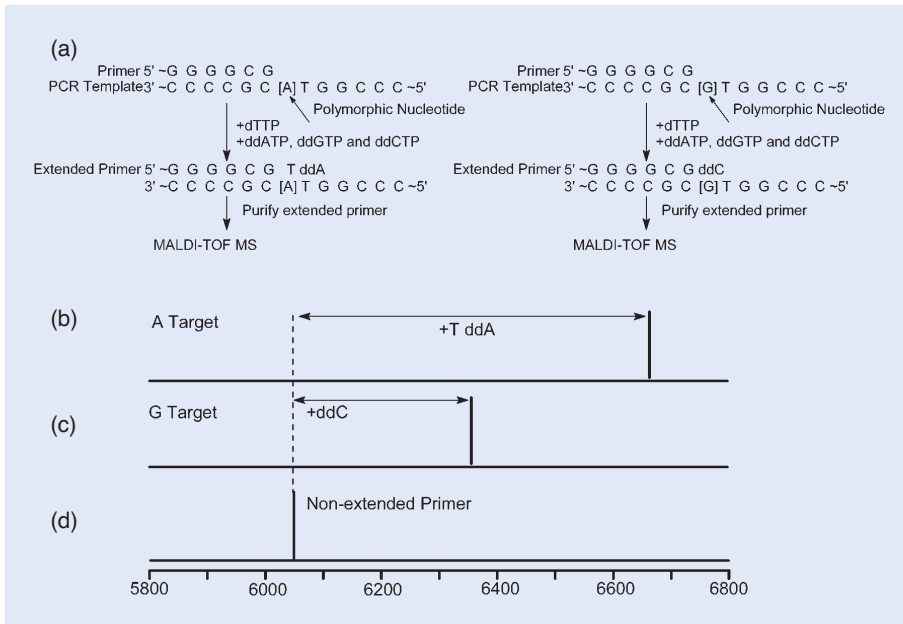 (a)
Primer 5' ~G G G G C G
PCR Template3' ~C C C C G C [A] T G G C C C ~5'
Polymorphic Nucleotide
+dTTP
+ddATP, ddGTP and ddCTP
Extended Primer 5' ~G G G G C G T ddA
3' ~C C C C G C [A] T G G C C C ~5'
Purify extended primer
MALDI-TOF MS
Primer 5' ~G G G G C G
PCR Template3' ~C C C C G C [G] T G G C C C ~5'
Polymorphic Nucleotide
+dTTP
+ddATP, ddGTP and ddCTP
Extended Primer 5' ~G G G G C G ddC
3' ~C C C C G C [G] T G G C C C ~5'
Purify extended primer
MALDI-TOF MS
(b)
A Target
+T ddA
(c)
G Target
+ddC
(d)
Non-extended Primer
5800 6000 6200 6400 6600 6800